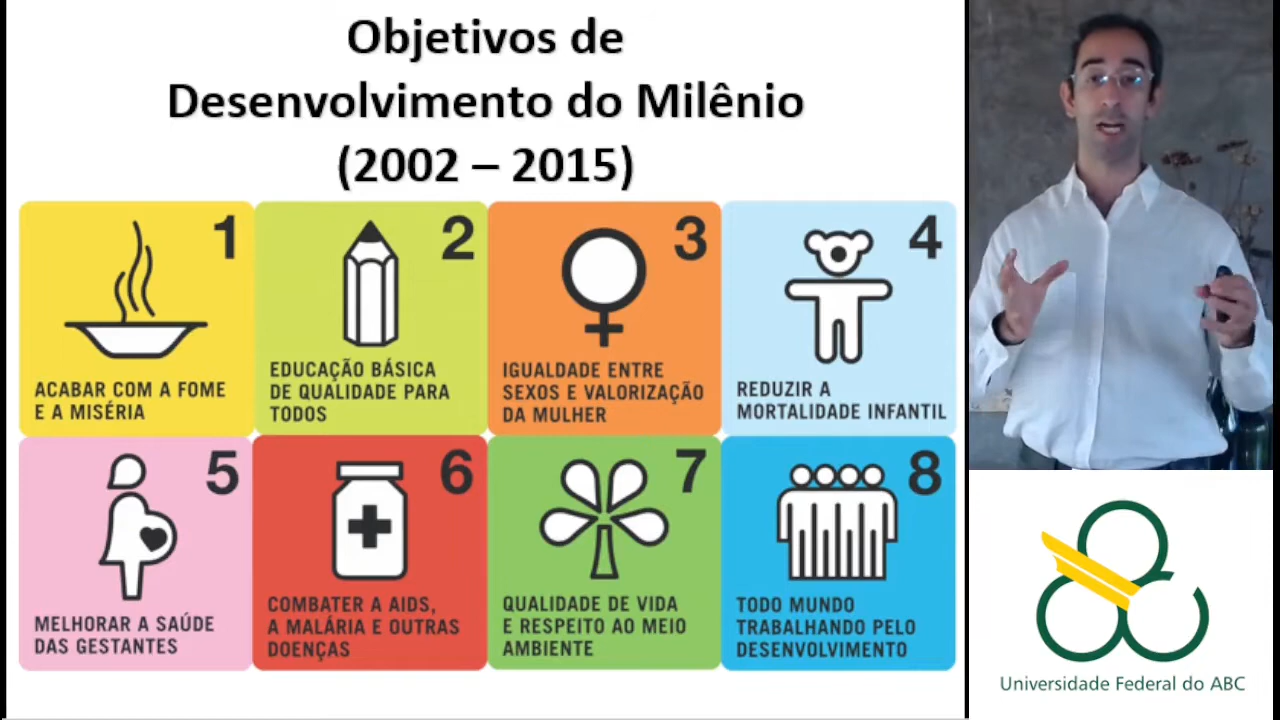 Objetivos de
Desenvolvimento do Milênio
(2002 – 2015)
1
ACABAR COM A FOME
E A MISÉRIA
2
EDUCAÇÃO BÁSICA
DE QUALIDADE PARA
TODOS
3
IGUALDADE ENTRE
SEXOS E VALORIZAÇÃO
DA MULHER
4
REDUZIR A
MORTALIDADE INFANTIL
5
MELHORAR A SAÚDE
DAS GESTANTES
6
COMBATER A AIDS,
A MALÁRIA E OUTRAS
DOENÇAS
7
QUALIDADE DE VIDA
E RESPEITO AO MEIO
AMBIENTE
8
TODO MUNDO
TRABALHANDO PELO
DESENVOLVIMENTO
Universidade Federal do ABC